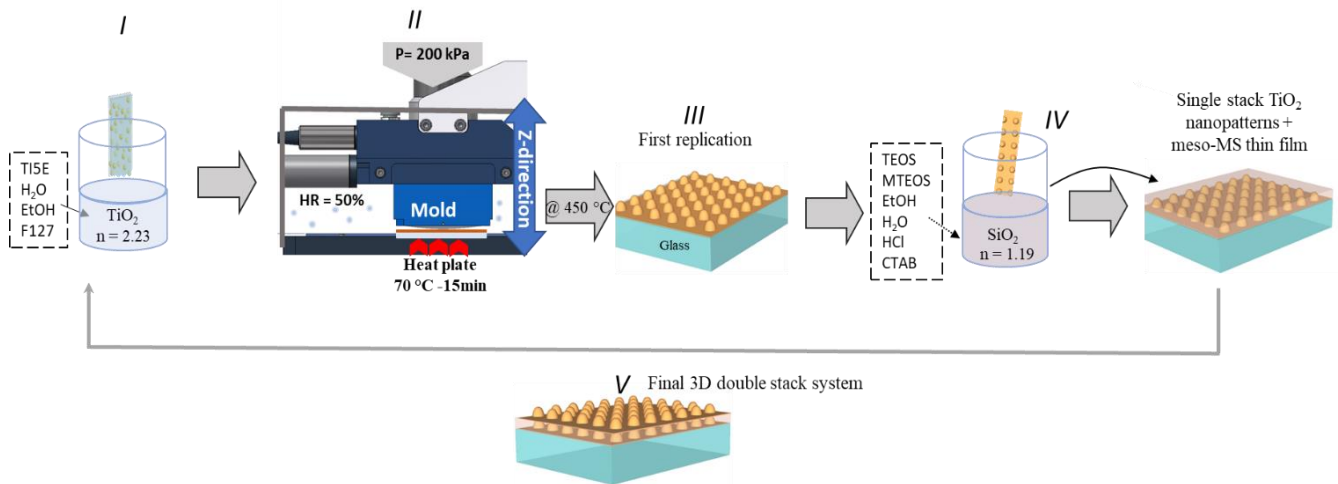 I
TI5E
H₂O
EtOH
F127
TiO₂
n = 2.23
II
P= 200 kPa
Z-direction
HR = 50%
Mold
Heat plate
70 °C -15min
@ 450 °C
III
First replication
Glass
TEOS
MTEOS
EtOH
H₂O
HCl
CTAB
IV
SiO₂
n = 1.19
Single stack TiO₂
nanopatterns +
meso-MS thin film
V Final 3D double stack system